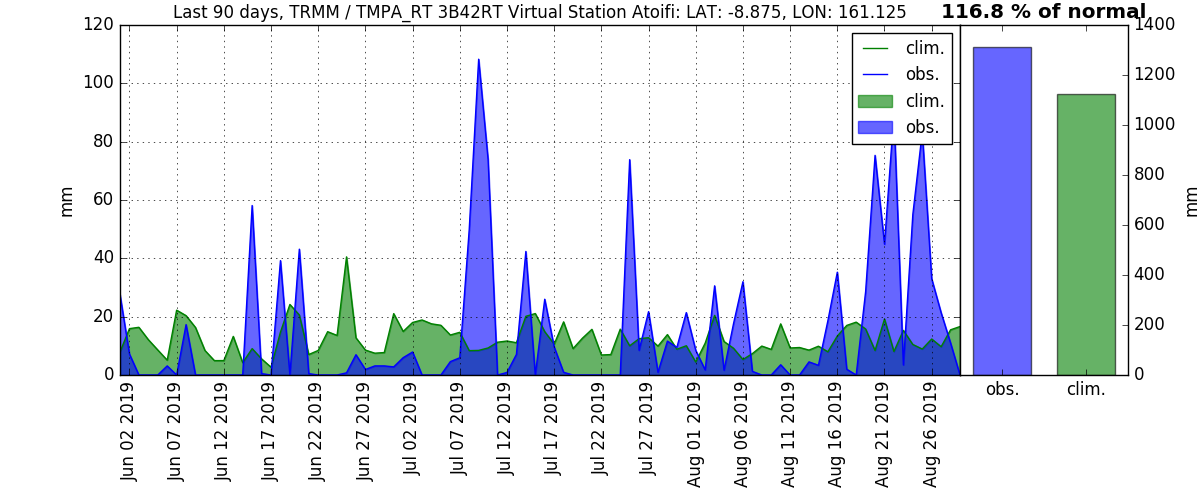 Last 90 days, TRMM / TMPA_RT 3B42RT Virtual Station Atoifi: LAT: -8.875, LON: 161.125
116.8 % of normal
120
100
80
60
40
20
0
mm
clim.
obs.
clim.
obs.
1400
1200
1000
800
600
400
200
0
mm
obs.
clim.
Jun 02 2019
Jun 07 2019
Jun 12 2019
Jun 17 2019
Jun 22 2019
Jun 27 2019
Jul 02 2019
Jul 07 2019
Jul 12 2019
Jul 17 2019
Jul 22 2019
Jul 27 2019
Aug 01 2019
Aug 06 2019
Aug 11 2019
Aug 16 2019
Aug 21 2019
Aug 26 2019